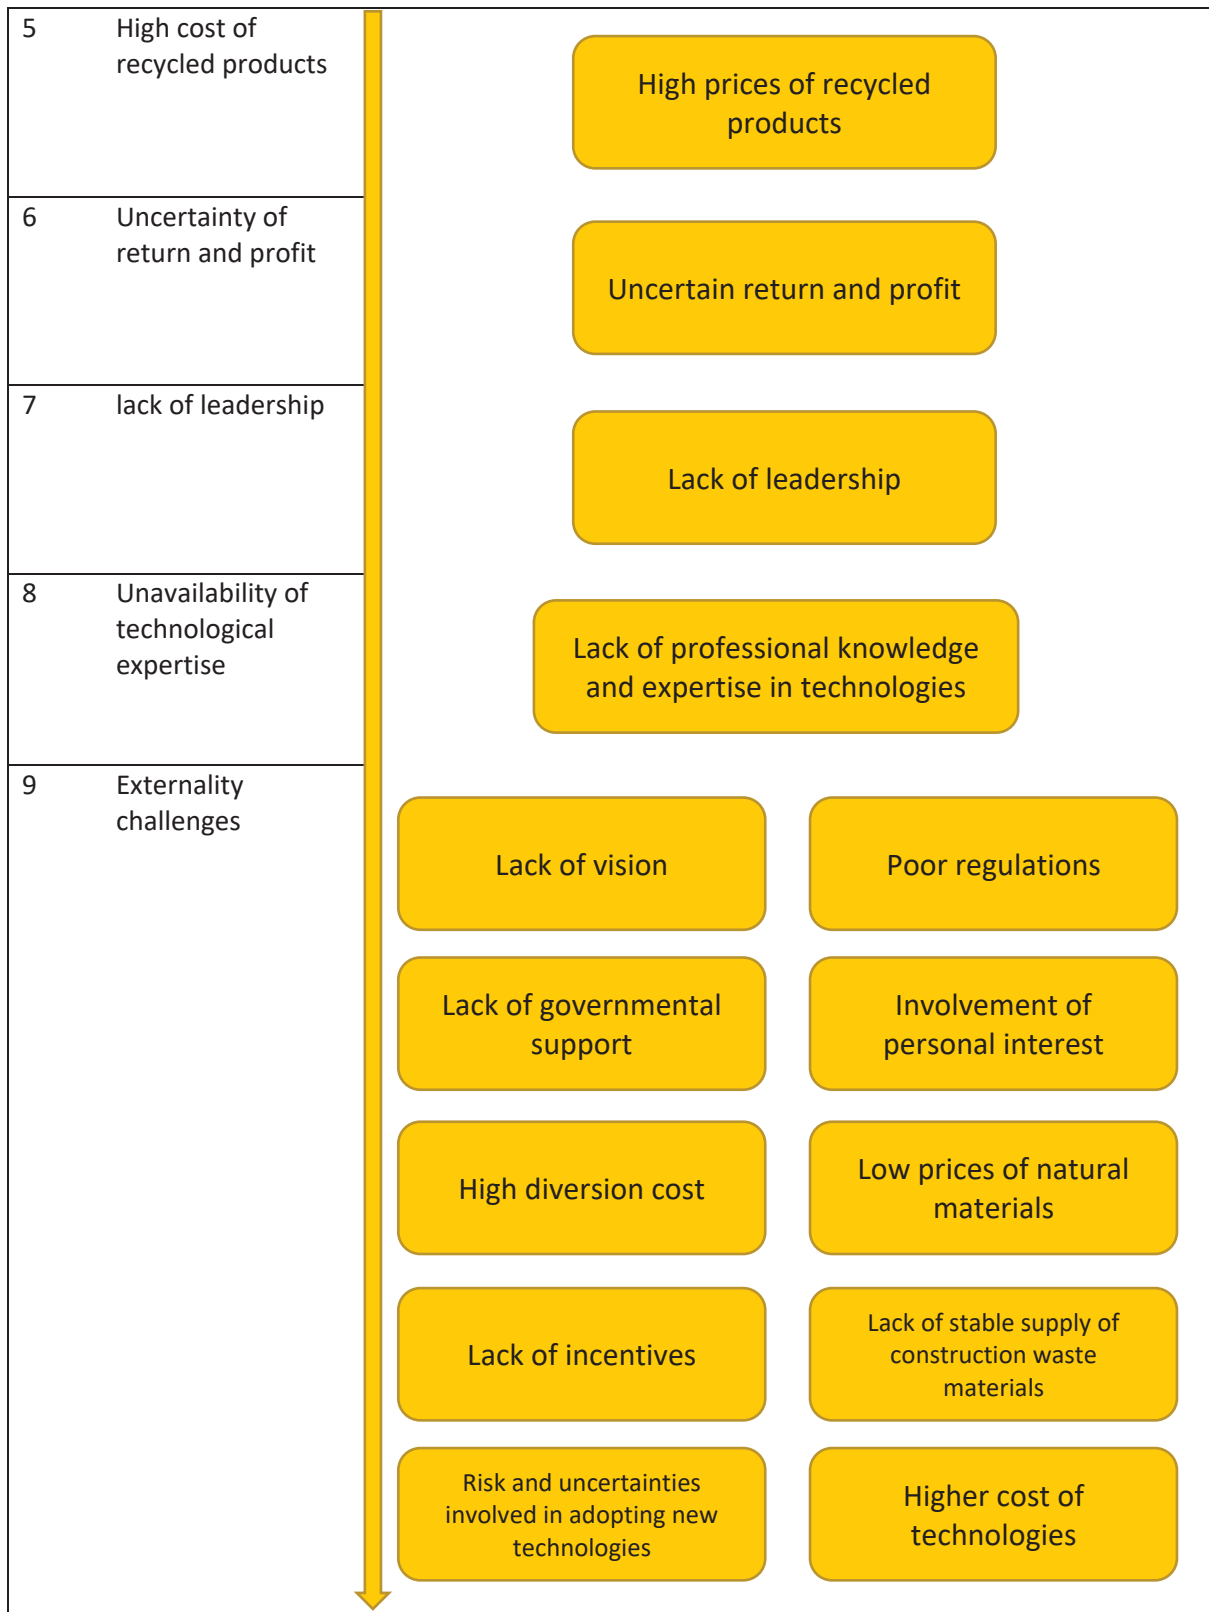 5 High cost of
recycled products
High prices of recycled
products
6 Uncertainty of
return and profit
Uncertain return and profit
7 lack of leadership
Lack of leadership
8 Unavailability of
technological
expertise
Lack of professional knowledge
and expertise in technologies
9 Externality
challenges
Lack of vision
Poor regulations
Lack of governmental
support
Involvement of
personal interest
High diversion cost
Low prices of natural
materials
Lack of incentives
Lack of stable supply of
construction waste
materials
Risk and uncertainties
involved in adopting new
technologies
Higher cost of
technologies